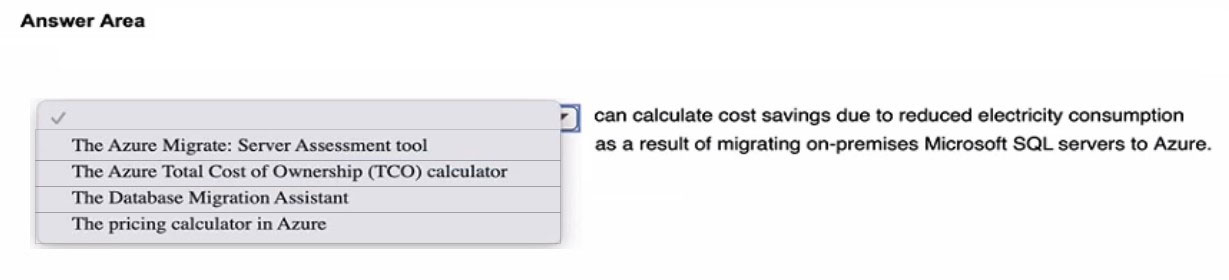 Answer Area
can calculate cost savings due to reduced electricity consumption
as a result of migrating on-premises Microsoft SQL servers to Azure.
The Azure Migrate: Server Assessment tool
The Azure Total Cost of Ownership (TCO) calculator
The Database Migration Assistant
The pricing calculator in Azure